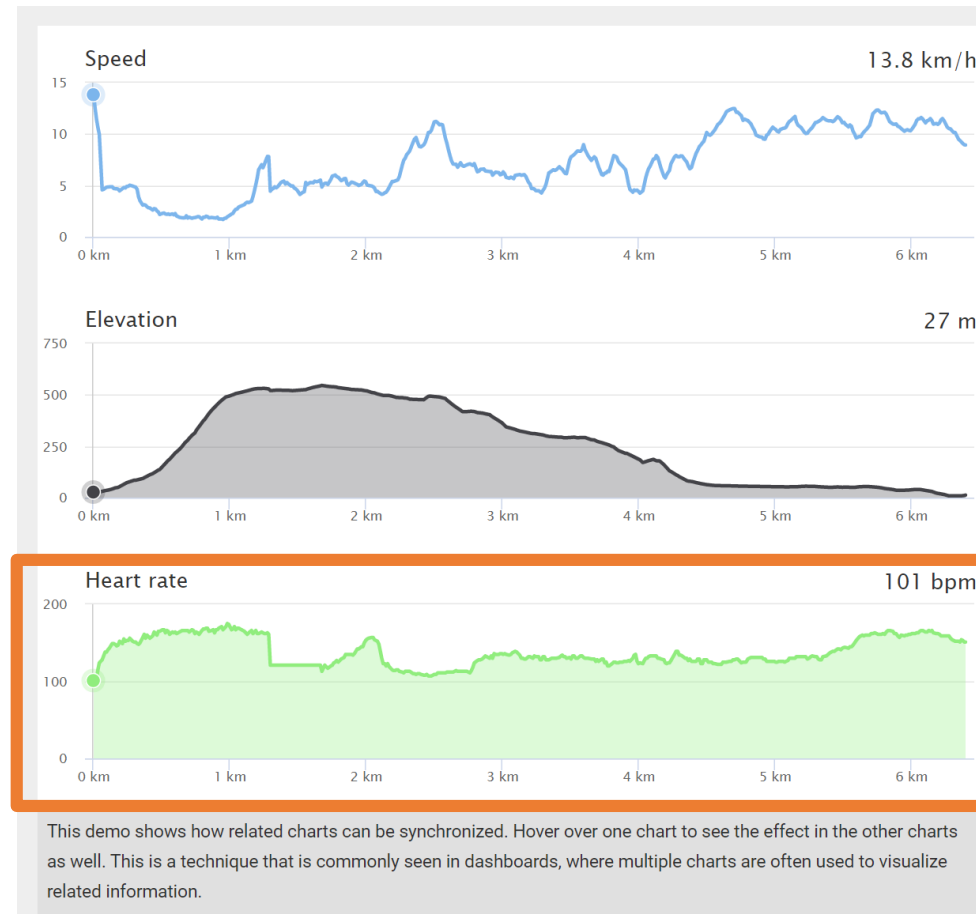 Speed 13.8 km/h
15
10
5
0
0 km 1 km 2 km 3 km 4 km 5 km 6 km
Elevation 27 m
750
500
250
0
0 km 1 km 2 km 3 km 4 km 5 km 6 km
Heart rate 101 bpm
200
100
0
0 km 1 km 2 km 3 km 4 km 5 km 6 km
This demo shows how related charts can be synchronized. Hover over one chart to see the effect in the other charts
as well. This is a technique that is commonly seen in dashboards, where multiple charts are often used to visualize
related information.